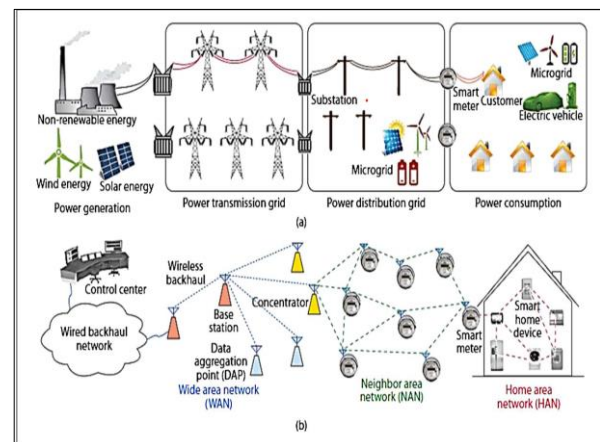 Non-renewable energy
Wind energy
Solar energy
Power generation
Power transmission grid
Substation
Microgrid
Power distribution grid
Smart
meter
Customer
Microgrid
Electric vehicle
Power consumption
(a)
Control center
Wired backhaul
network
Wireless
backhaul
Base
station
Concentrator
Data
aggregation
point (DAP)
Wide area network
(WAN)
Neighbor area
network (NAN)
Smart
meter
Smart
home
device
Home area
network (HAN)
(b)